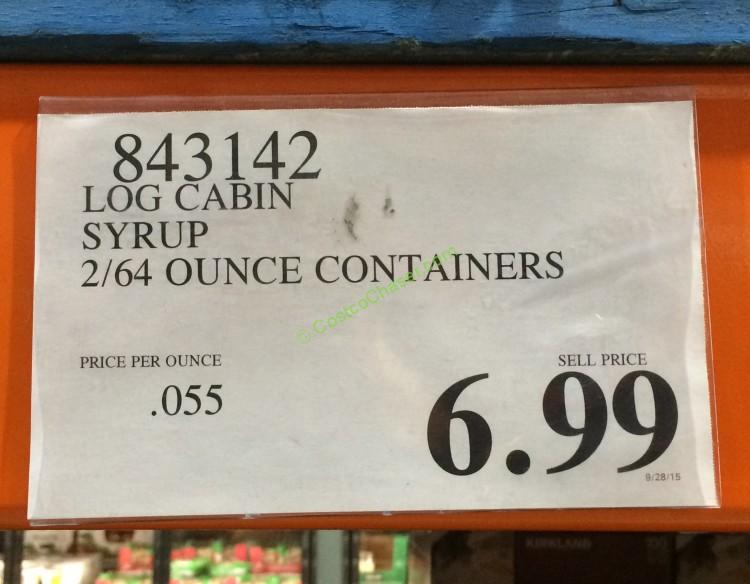 843142
LOG CABIN
SYRUP
2/64 OUNCE CONTAINERS
© CostcoChaser.com
PRICE PER OUNCE
.055
SELL PRICE
6.99
9/28/15
KIRKLAND